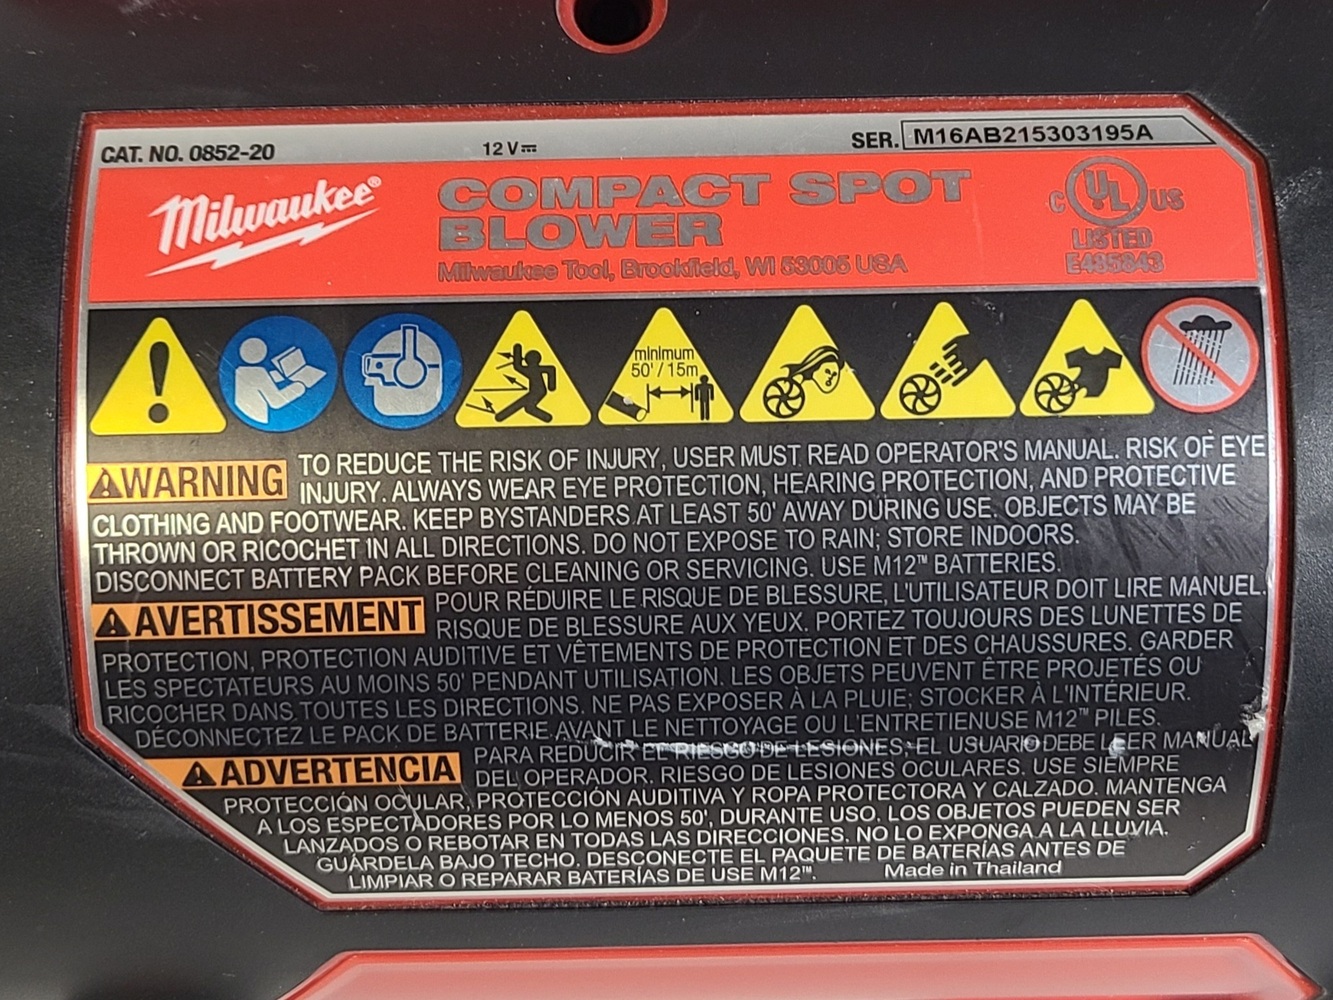 CAT. NO. 0852-20 12 V⎓ SER. M16AB215303195A
Milwaukee®
COMPACT SPOT
BLOWER
Milwaukee Tool, Brookfield, WI 53005 USA
C UL US
LISTED
E495843
minimum
50' / 15m
WARNING TO REDUCE THE RISK OF INJURY, USER MUST READ OPERATOR'S MANUAL. RISK OF EYE
INJURY. ALWAYS WEAR EYE PROTECTION, HEARING PROTECTION, AND PROTECTIVE
CLOTHING AND FOOTWEAR. KEEP BYSTANDERS AT LEAST 50' AWAY DURING USE. OBJECTS MAY BE
THROWN OR RICOCHET IN ALL DIRECTIONS. DO NOT EXPOSE TO RAIN; STORE INDOORS.
DISCONNECT BATTERY PACK BEFORE CLEANING OR SERVICING. USE M12™ BATTERIES.
AVERTISSEMENT POUR RÉDUIRE LE RISQUE DE BLESSURE, L'UTILISATEUR DOIT LIRE MANUEL.
RISQUE DE BLESSURE AUX YEUX. PORTEZ TOUJOURS DES LUNETTES DE
PROTECTION, PROTECTION AUDITIVE ET VÊTEMENTS DE PROTECTION ET DES CHAUSSURES. GARDER
LES SPECTATEURS AU MOINS 50' PENDANT UTILISATION. LES OBJETS PEUVENT ÊTRE PROJETÉS OU
RICOCHER DANS TOUTES LES DIRECTIONS. NE PAS EXPOSER À LA PLUIE; STOCKER À L'INTÉRIEUR.
DÉCONNECTEZ LE PACK DE BATTERIE AVANT LE NETTOYAGE OU L'ENTRETIENUSE M12™ PILES.
ADVERTENCIA PARA REDUCIR EL RIESGO DE LESIONES; EL USUARIO DEBE LEER MANUAL
DEL OPERADOR. RIESGO DE LESIONES OCULARES. USE SIEMPRE
PROTECCIÓN OCULAR, PROTECCIÓN AUDITIVA Y ROPA PROTECTORA Y CALZADO. MANTENGA
A LOS ESPECTADORES POR LO MENOS 50', DURANTE USO. LOS OBJETOS PUEDEN SER
LANZADOS O REBOTAR EN TODAS LAS DIRECCIONES. NO LO EXPONGA A LA LLUVIA.
GUÁRDELA BAJO TECHO. DESCONECTE EL PAQUETE DE BATERÍAS ANTES DE
LIMPIAR O REPARAR BATERÍAS DE USE M12™. Made in Thailand